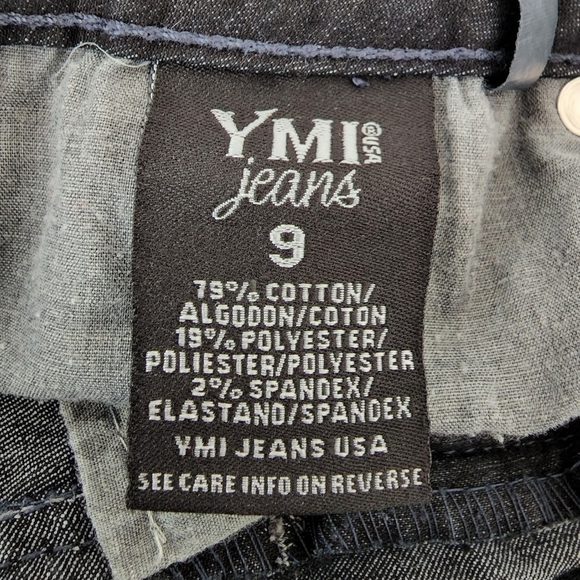 YMI @USA
jeans
9
79% COTTON/
ALGODON/COTON
19% POLYESTER/
POLIESTER/POLYESTER
2% SPANDEX/
ELASTANO/SPANDEX
YMI JEANS USA
SEE CARE INFO ON REVERSE